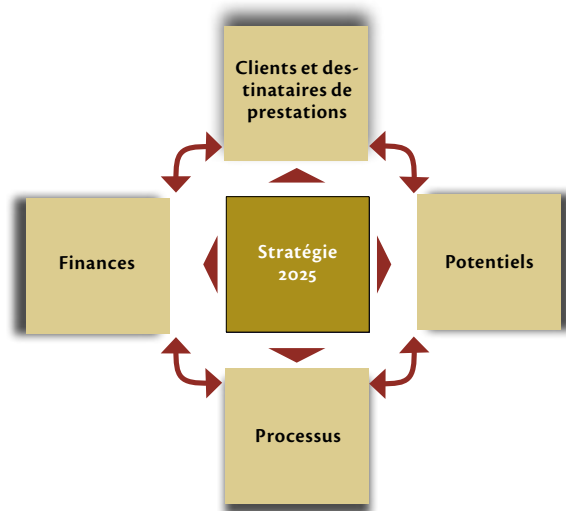 Clients et des-
tinataires de
prestations
Finances
Stratégie
2025
Potentiels
Processus